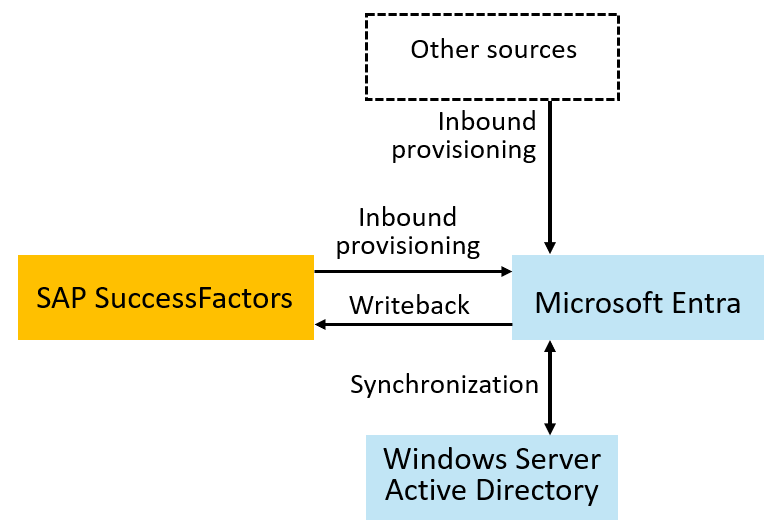 Other sources
Inbound
provisioning
Inbound
provisioning
SAP SuccessFactors
Writeback
Microsoft Entra
Synchronization
Windows Server
Active Directory